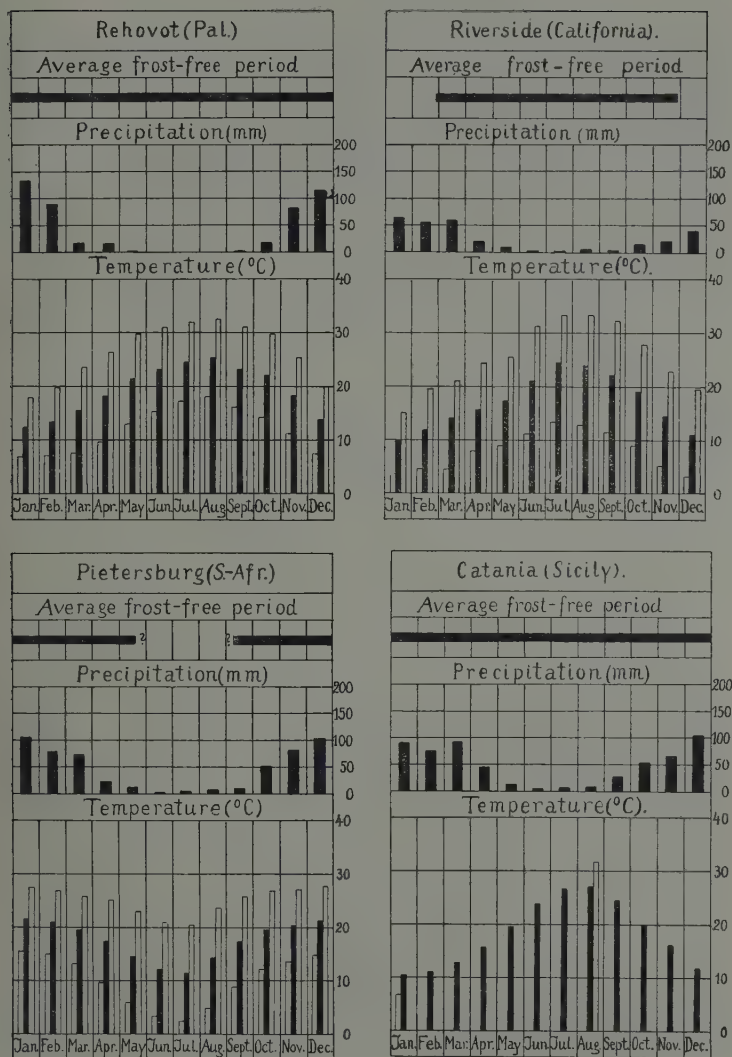 Rehovot (Pal.)
Average frost-free period
Precipitation (mm)
200
150
100
50
0
Temperature (°C)
40
30
20
10
0
Jan. Feb. Mar. Apr. May Jun. Jul. Aug. Sept. Oct. Nov. Dec.
Riverside (California).
Average frost-free period
Precipitation (mm)
200
150
100
50
0
Temperature (°C).
40
30
20
10
0
Jan. Feb. Mar. Apr. May Jun. Jul. Aug. Sept. Oct. Nov. Dec.
Pietersburg (S.-Afr.)
Average frost-free period
? ?
Precipitation (mm)
200
150
100
50
0
Temperature (°C)
40
30
20
10
0
Jan. Feb. Mar. Apr. May Jun. Jul. Aug. Sept. Oct. Nov. Dec.
Catania (Sicily).
Average frost-free period
Precipitation (mm)
200
150
100
50
0
Temperature (°C).
40
30
20
10
0
Jan. Feb. Mar. Apr. May. Jun. Jul. Aug. Sept. Oct. Nov. Dec.